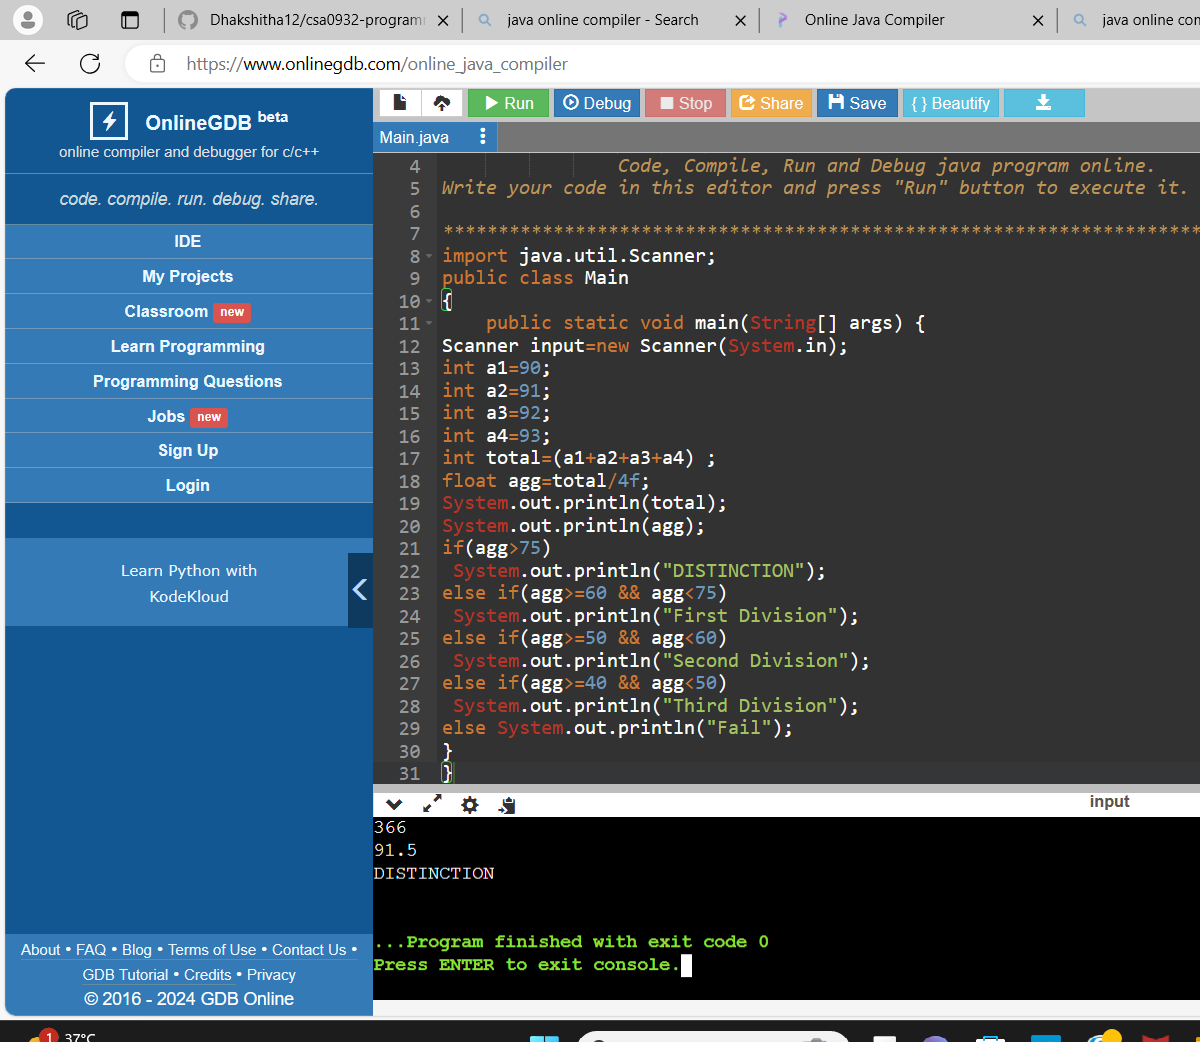 Dhakshitha12/csa0932-program
java online compiler - Search
Online Java Compiler
java online com
https://www.onlinegdb.com/online_java_compiler
OnlineGDB beta
online compiler and debugger for c/c++
code. compile. run. debug. share.
IDE
My Projects
Classroom new
Learn Programming
Programming Questions
Jobs new
Sign Up
Login
Learn Python with
KodeKloud
About • FAQ • Blog • Terms of Use • Contact Us •
GDB Tutorial • Credits • Privacy
© 2016 - 2024 GDB Online
Run Debug Stop Share Save { } Beautify
Main.java
4 Code, Compile, Run and Debug java program online.
5 Write your code in this editor and press "Run" button to execute it.
6
7 *********************************************************************
8 import java.util.Scanner;
9 public class Main
10 {
11 public static void main(String[] args) {
12 Scanner input=new Scanner(System.in);
13 int a1=90;
14 int a2=91;
15 int a3=92;
16 int a4=93;
17 int total=(a1+a2+a3+a4) ;
18 float agg=total/4f;
19 System.out.println(total);
20 System.out.println(agg);
21 if(agg>75)
22 System.out.println("DISTINCTION");
23 else if(agg>=60 && agg<75)
24 System.out.println("First Division");
25 else if(agg>=50 && agg<60)
26 System.out.println("Second Division");
27 else if(agg>=40 && agg<50)
28 System.out.println("Third Division");
29 else System.out.println("Fail");
30 }
31 }
input
366
91.5
DISTINCTION
...Program finished with exit code 0
Press ENTER to exit console.
1 37°C